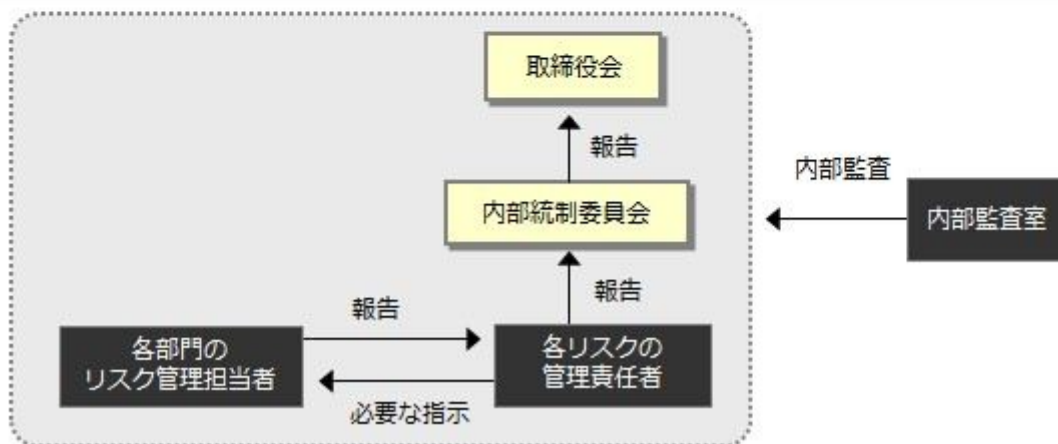 取締役会
報告
内部監査
内部統制委員会
内部監査室
報告
報告
各部門の
リスク管理担当者
各リスクの
管理責任者
必要な指示